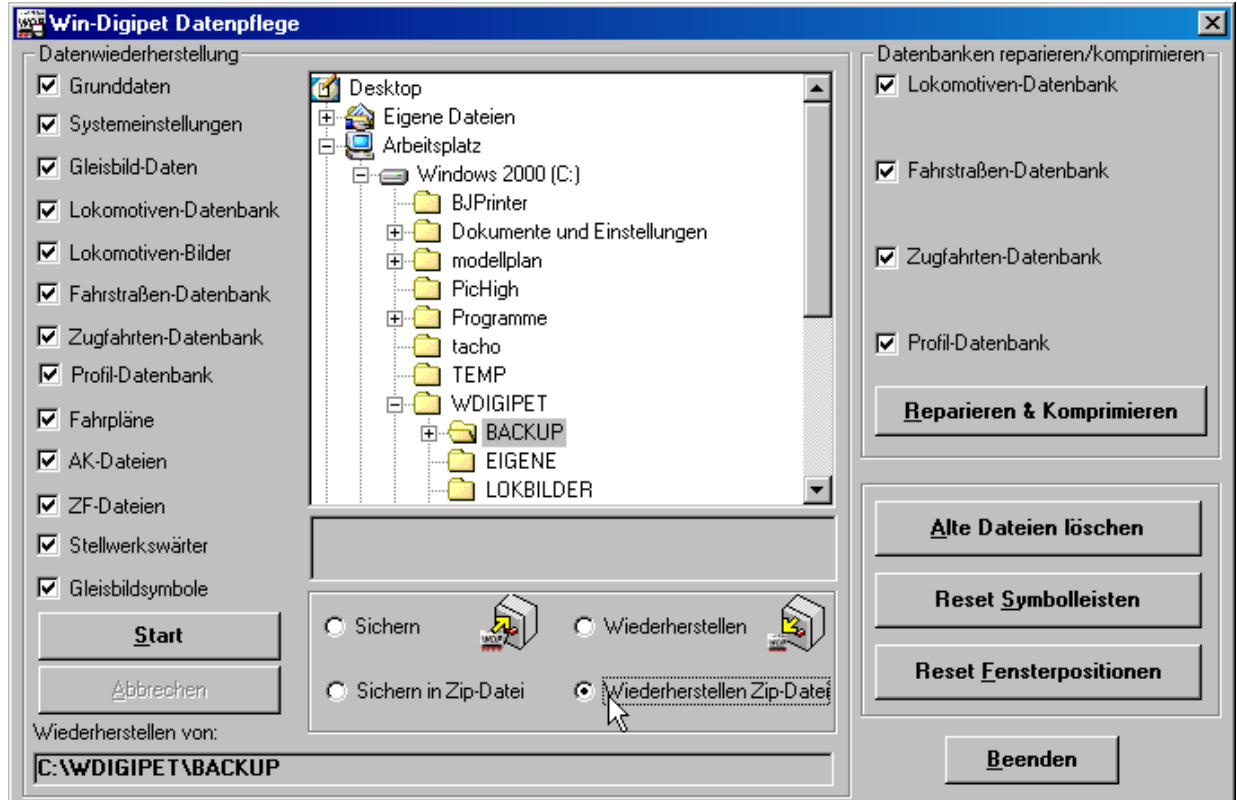 Win-Digipet Datenpflege
Datenwiederherstellung
Grunddaten
Systemeinstellungen
Gleisbild-Daten
Lokomotiven-Datenbank
Lokomotiven-Bilder
Fahrstraßen-Datenbank
Zugfahrten-Datenbank
Profil-Datenbank
Fahrpläne
AK-Dateien
ZF-Dateien
Stellwerkswärter
Gleisbildsymbole
Start
Abbrechen
Wiederherstellen von:
C:\WDIGIPET\BACKUP
Desktop
Eigene Dateien
Arbeitsplatz
Windows 2000 (C:)
BJPrinter
Dokumente und Einstellungen
modellplan
PicHigh
Programme
tacho
TEMP
WDIGIPET
BACKUP
EIGENE
LOKBILDER
Sichern
Wiederherstellen
Sichern in Zip-Datei
Wiederherstellen Zip-Datei
Datenbanken reparieren/komprimieren
Lokomotiven-Datenbank
Fahrstraßen-Datenbank
Zugfahrten-Datenbank
Profil-Datenbank
Reparieren & Komprimieren
Alte Dateien löschen
Reset Symbolleisten
Reset Fensterpositionen
Beenden